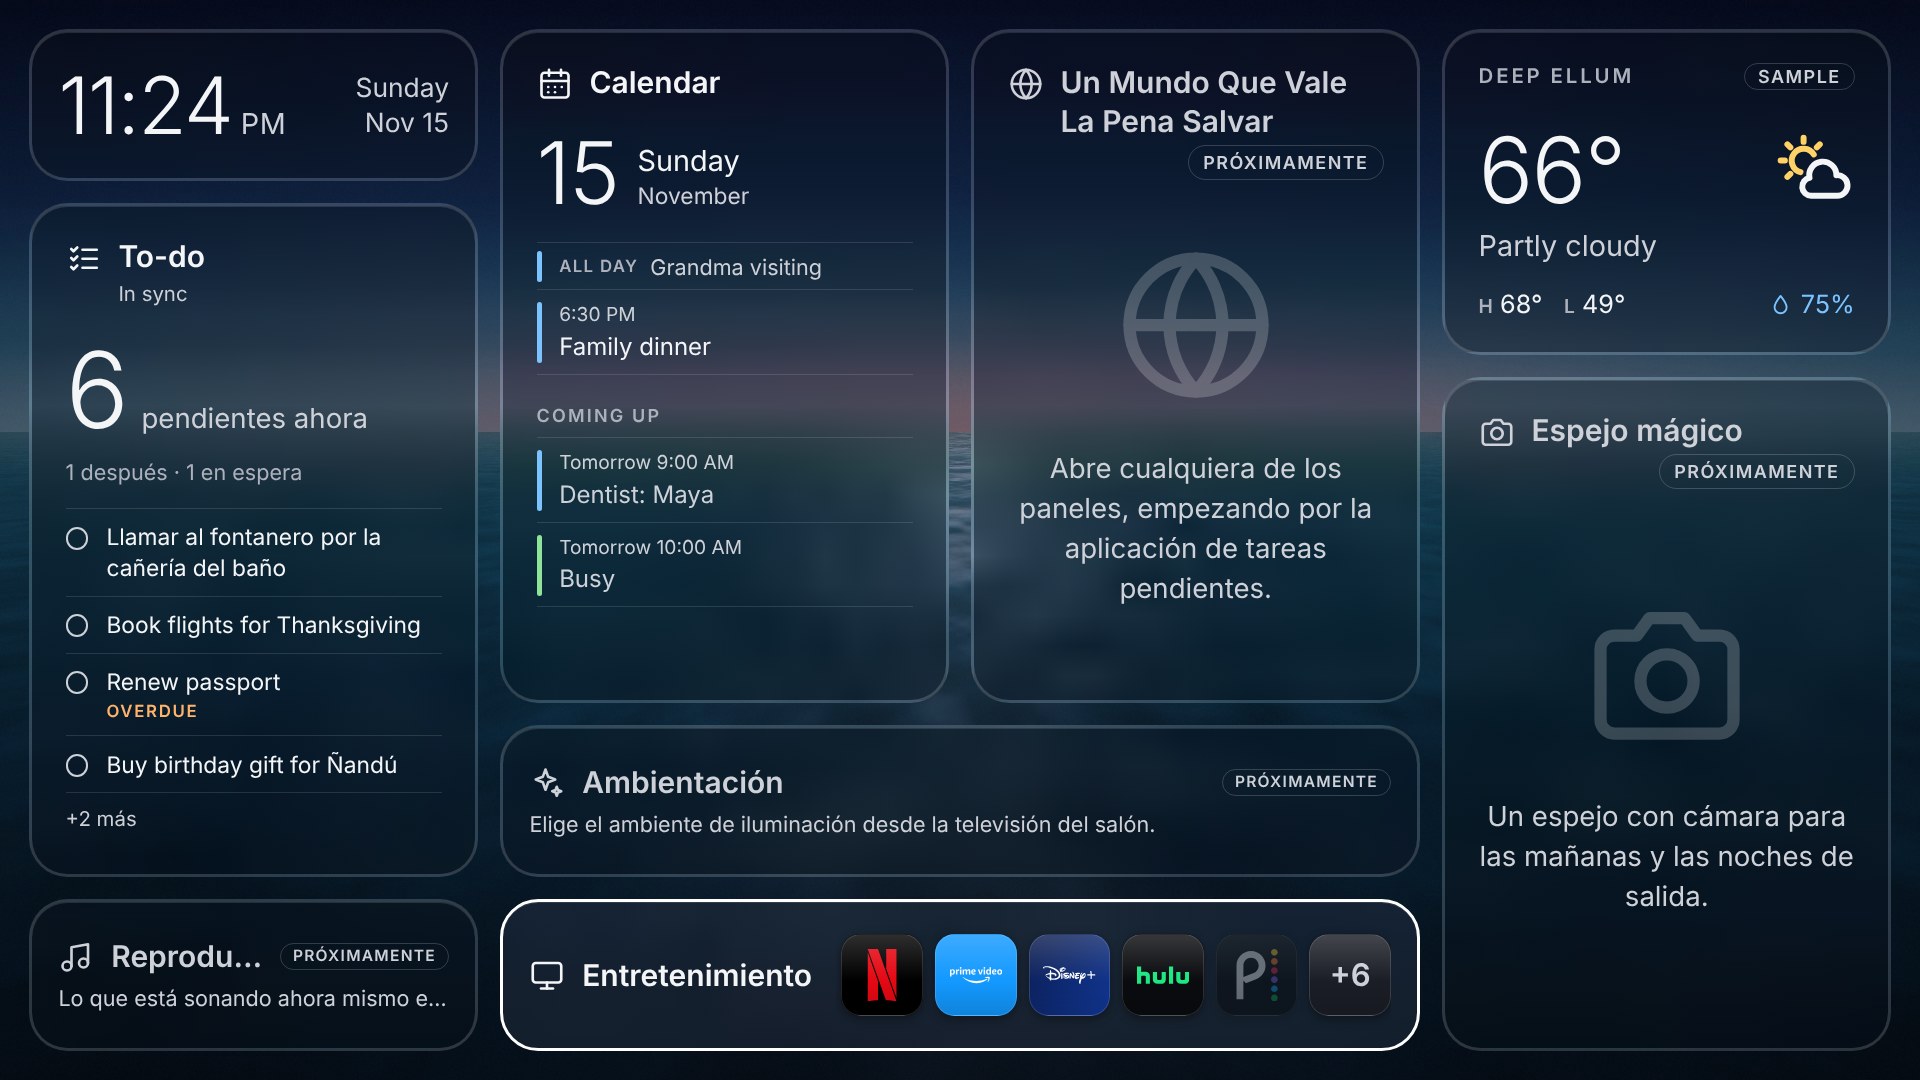 11:24 PM
Sunday
Nov 15
To-do
In sync
6 pendientes ahora
1 después · 1 en espera
Llamar al fontanero por la
cañería del baño
Book flights for Thanksgiving
Renew passport
OVERDUE
Buy birthday gift for Ñandú
+2 más
Reprodu... PRÓXIMAMENTE
Lo que está sonando ahora mismo e...
Calendar
15 Sunday
November
ALL DAY Grandma visiting
6:30 PM
Family dinner
COMING UP
Tomorrow 9:00 AM
Dentist: Maya
Tomorrow 10:00 AM
Busy
Un Mundo Que Vale
La Pena Salvar
PRÓXIMAMENTE
Abre cualquiera de los
paneles, empezando por la
aplicación de tareas
pendientes.
Ambientación PRÓXIMAMENTE
Elige el ambiente de iluminación desde la televisión del salón.
Entretenimiento N prime video Disney+ hulu P +6
DEEP ELLUM SAMPLE
66°
Partly cloudy
H 68° L 49° 75%
Espejo mágico
PRÓXIMAMENTE
Un espejo con cámara para
las mañanas y las noches de
salida.